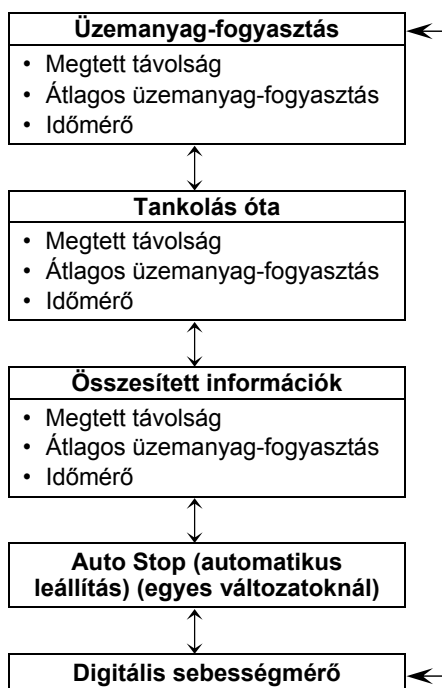 Üzemanyag-fogyasztás
• Megtett távolság
• Átlagos üzemanyag-fogyasztás
• Időmérő
Tankolás óta
• Megtett távolság
• Átlagos üzemanyag-fogyasztás
• Időmérő
Összesített információk
• Megtett távolság
• Átlagos üzemanyag-fogyasztás
• Időmérő
Auto Stop (automatikus
leállítás) (egyes változatoknál)
Digitális sebességmérő